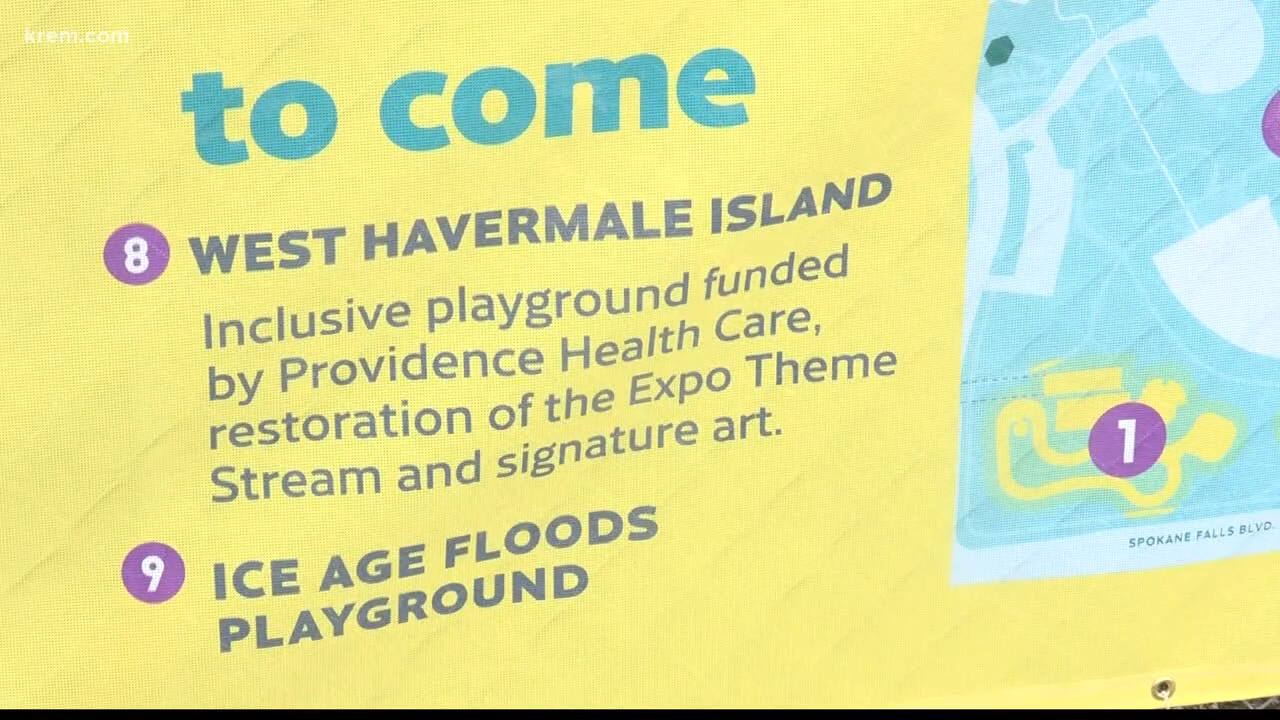 krem.com
to come
8 WEST HAVERMALE ISLAND
Inclusive playground funded
by Providence Health Care,
restoration of the Expo Theme
Stream and signature art.
9 ICE AGE FLOODS
PLAYGROUND
1
SPOKANE FALLS BLVD.